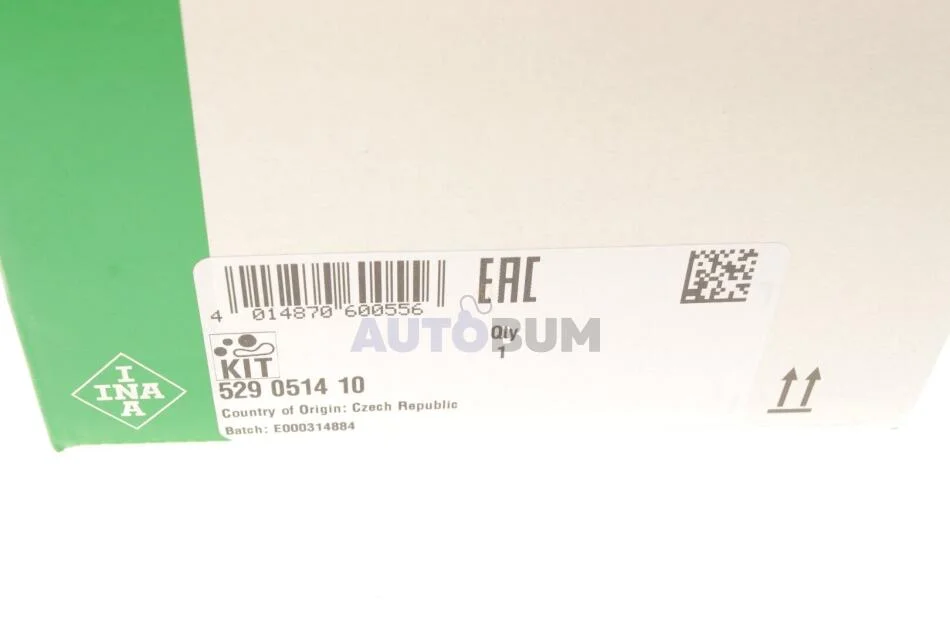 4 014870 600556
EAC
AUTOBUM
Qty
1
KIT
529 0514 10
Country of Origin: Czech Republic
Batch: E000314884
I
INA
A